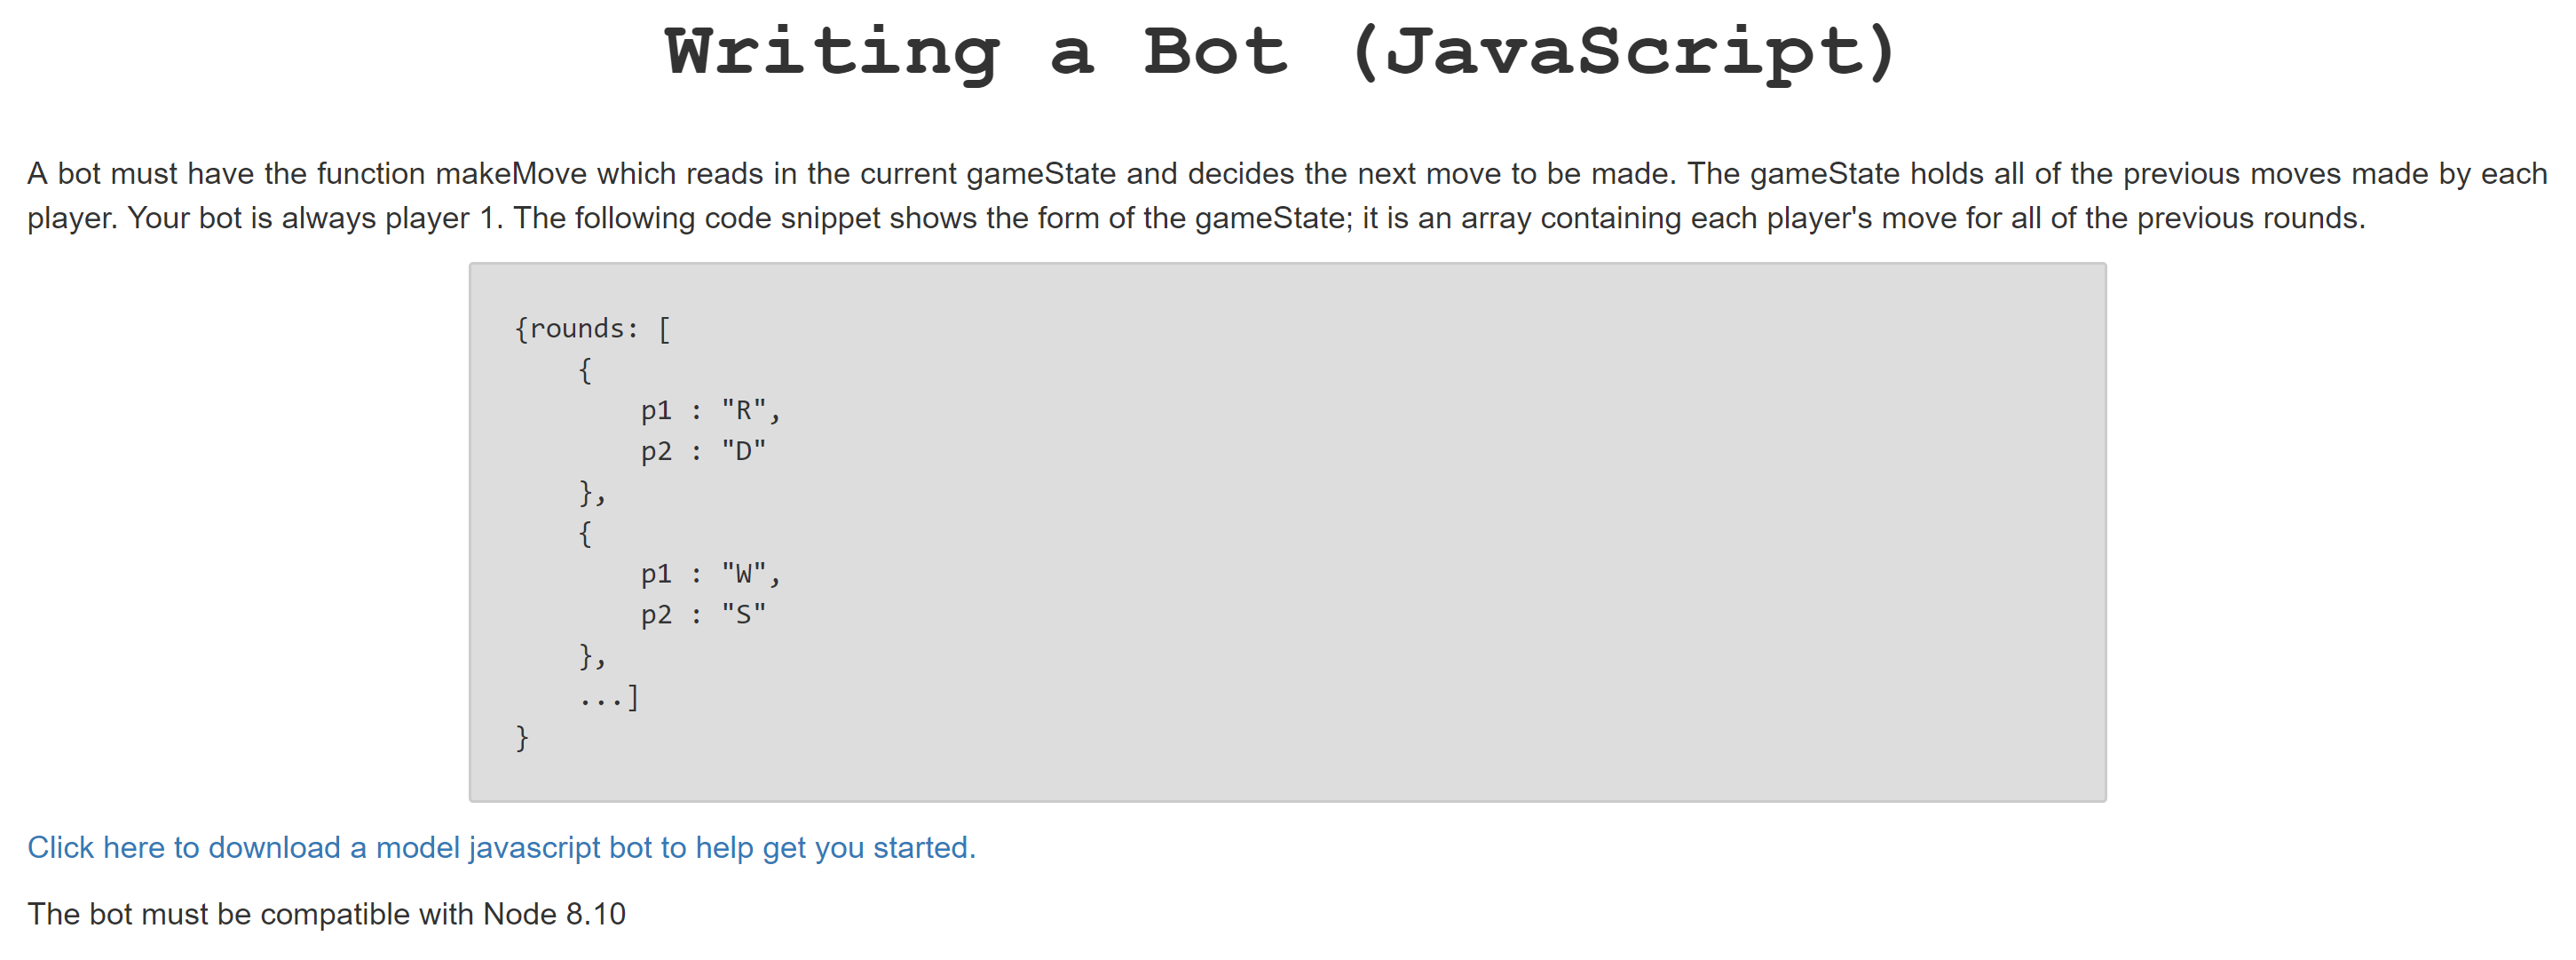 Writing a Bot (JavaScript)
A bot must have the function makeMove which reads in the current gameState and decides the next move to be made. The gameState holds all of the previous moves made by each
player. Your bot is always player 1. The following code snippet shows the form of the gameState; it is an array containing each player's move for all of the previous rounds.
{rounds: [
    {
        p1 : "R",
        p2 : "D"
    },
    {
        p1 : "W",
        p2 : "S"
    },
    ...]
}
Click here to download a model javascript bot to help get you started.
The bot must be compatible with Node 8.10